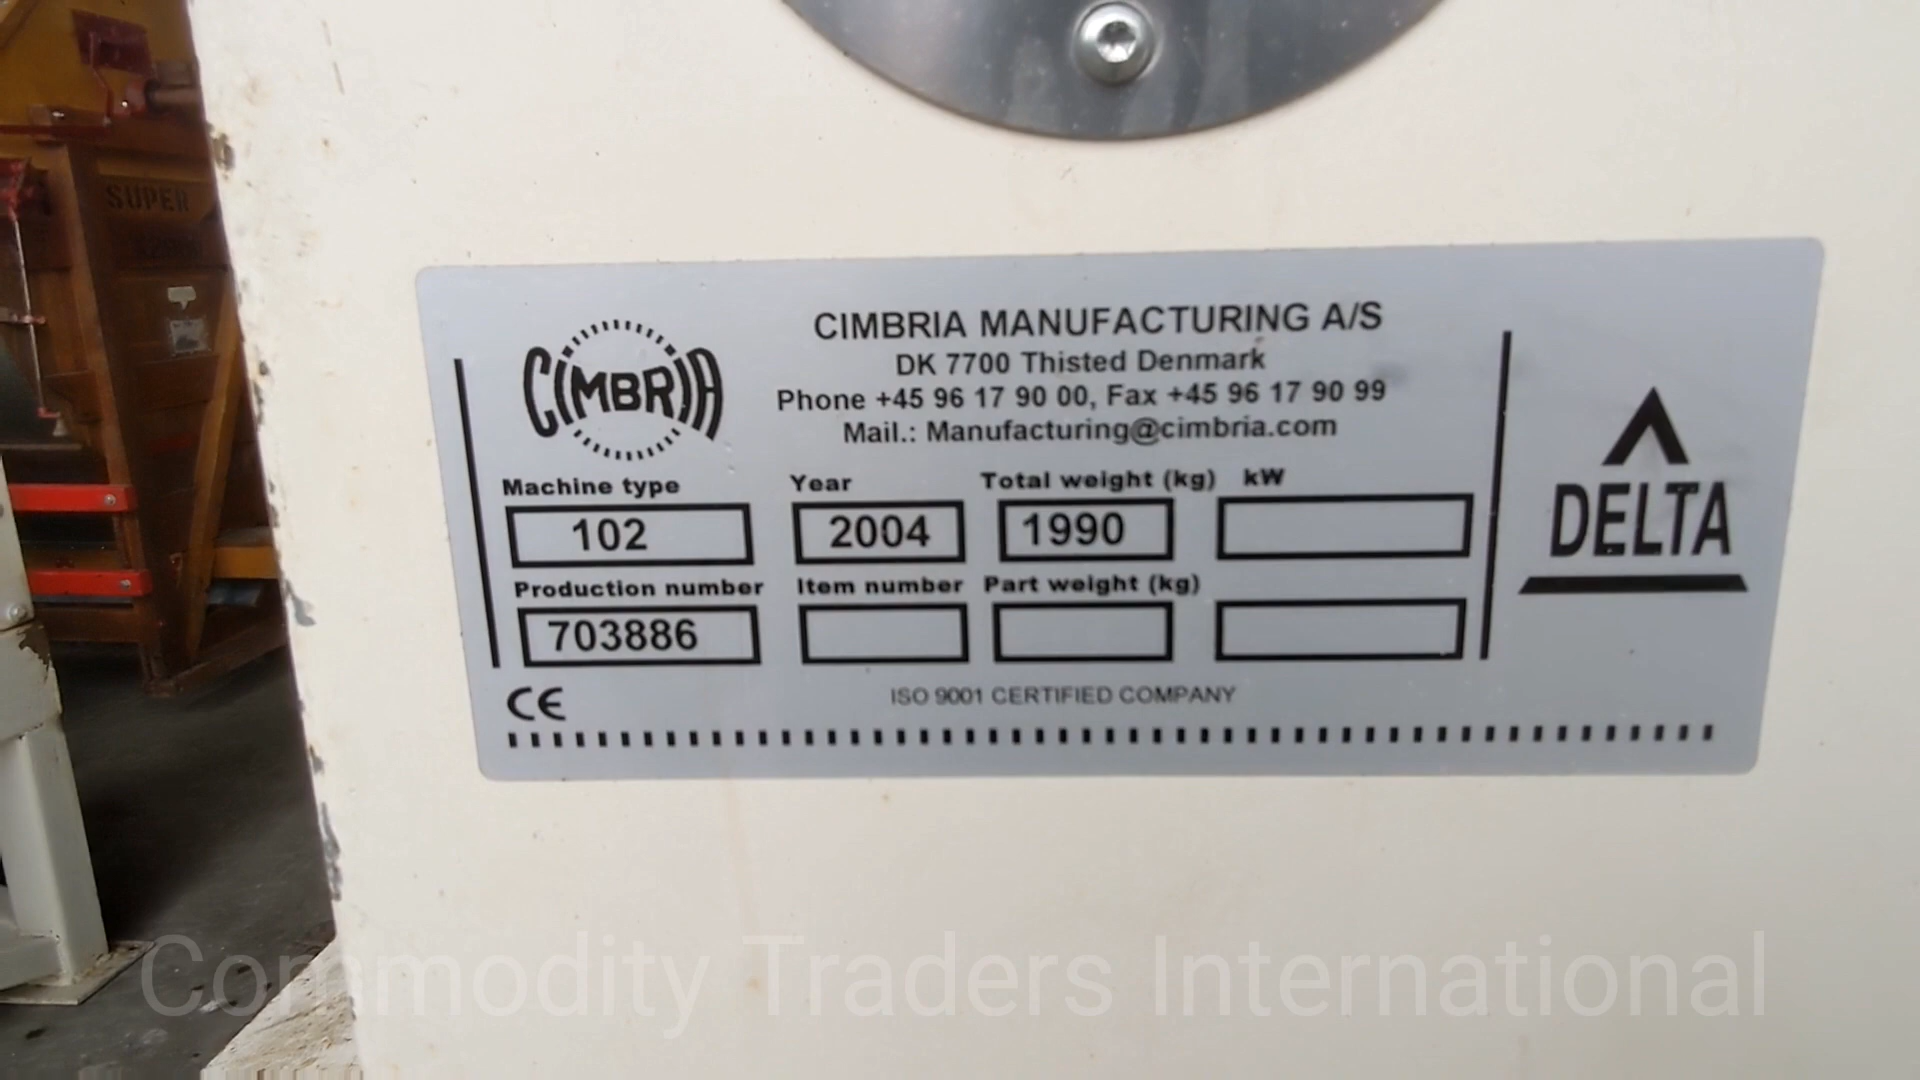 SUPER
CIMBRIA
CIMBRIA MANUFACTURING A/S
DK 7700 Thisted Denmark
Phone +45 96 17 90 00, Fax +45 96 17 90 99
Mail.: Manufacturing@cimbria.com
Machine type Year Total weight (kg) kW
102 2004 1990
Production number Item number Part weight (kg)
703886
DELTA
CE ISO 9001 CERTIFIED COMPANY
Commodity Traders International